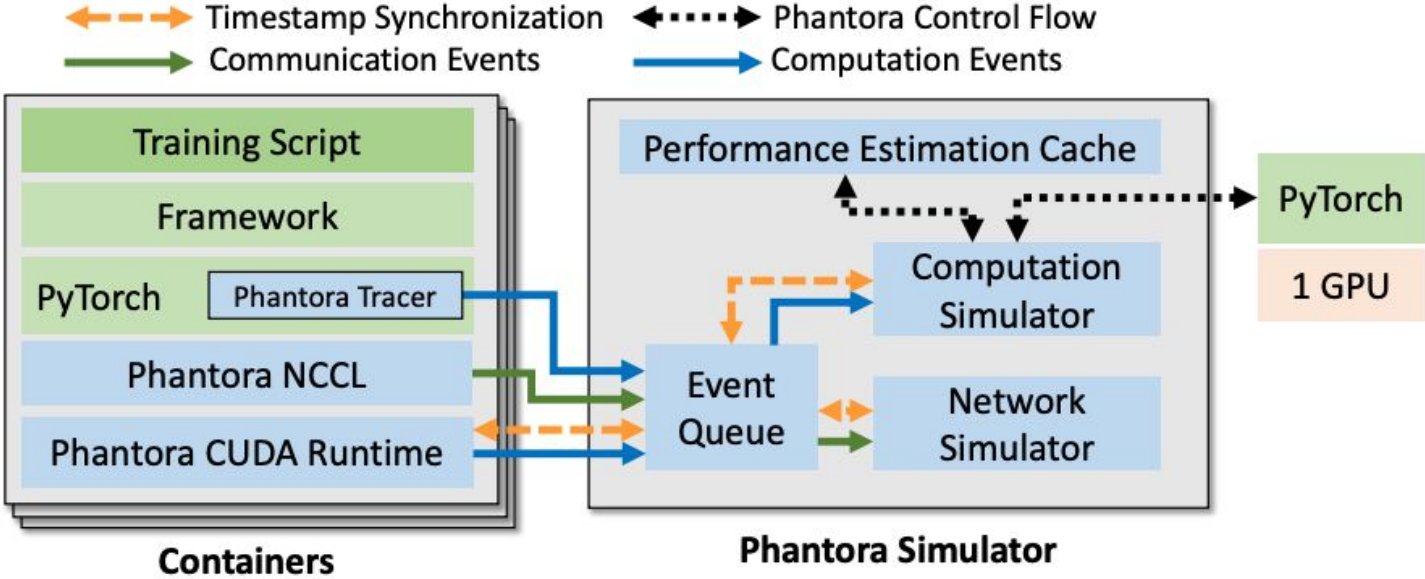 Timestamp Synchronization
Phantora Control Flow
Communication Events
Computation Events
Training Script
Framework
PyTorch
Phantora Tracer
Phantora NCCL
Phantora CUDA Runtime
Containers
Performance Estimation Cache
Computation
Simulator
Event
Queue
Network
Simulator
Phantora Simulator
PyTorch
1 GPU